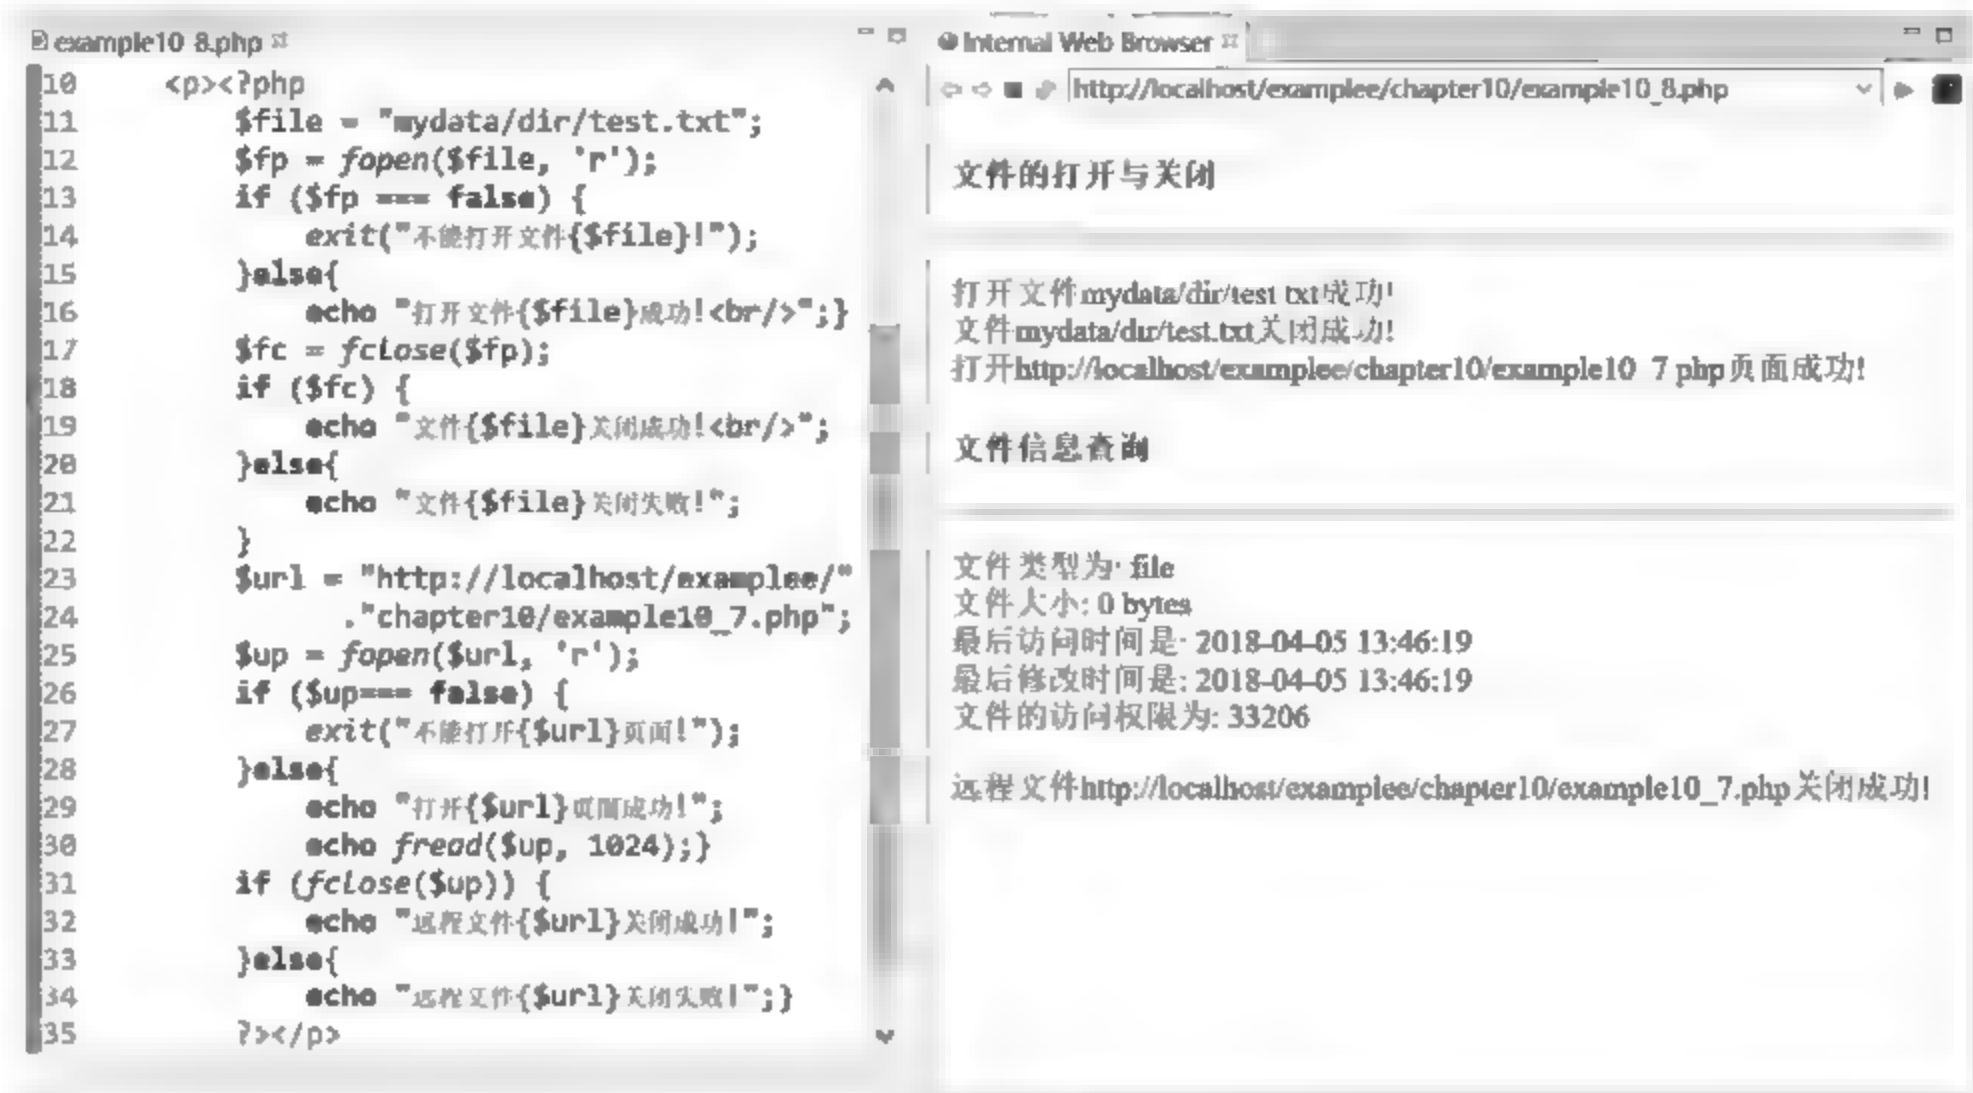 example10_8.php
10 <p><?php
11 $file = "mydata/dir/test.txt";
12 $fp = fopen($file, 'r');
13 if ($fp === false) {
14 exit("不能打开文件{$file}!");
15 }else{
16 echo "打开文件{$file}成功!<br/>";}
17 $fc = fclose($fp);
18 if ($fc) {
19 echo "文件{$file}关闭成功!<br/>";
20 }else{
21 echo "文件{$file}关闭失败!";
22 }
23 $url = "http://localhost/examplee/"
24 ."chapter10/example10_7.php";
25 $up = fopen($url, 'r');
26 if ($up=== false) {
27 exit("不能打开{$url}页面!");
28 }else{
29 echo "打开{$url}页面成功!";
30 echo fread($up, 1024);}
31 if (fclose($up)) {
32 echo "远程文件{$url}关闭成功!";
33 }else{
34 echo "远程文件{$url}关闭失败!";}
35 ?></p>
Internal Web Browser
http://localhost/examplee/chapter10/example10_8.php
文件的打开与关闭
打开文件mydata/dir/test.txt成功!
文件mydata/dir/test.txt关闭成功!
打开http://localhost/examplee/chapter10/example10_7.php页面成功!
文件信息查询
文件类型为: file
文件大小: 0 bytes
最后访问时间是: 2018-04-05 13:46:19
最后修改时间是: 2018-04-05 13:46:19
文件的访问权限为: 33206
远程文件http://localhost/examplee/chapter10/example10_7.php关闭成功!